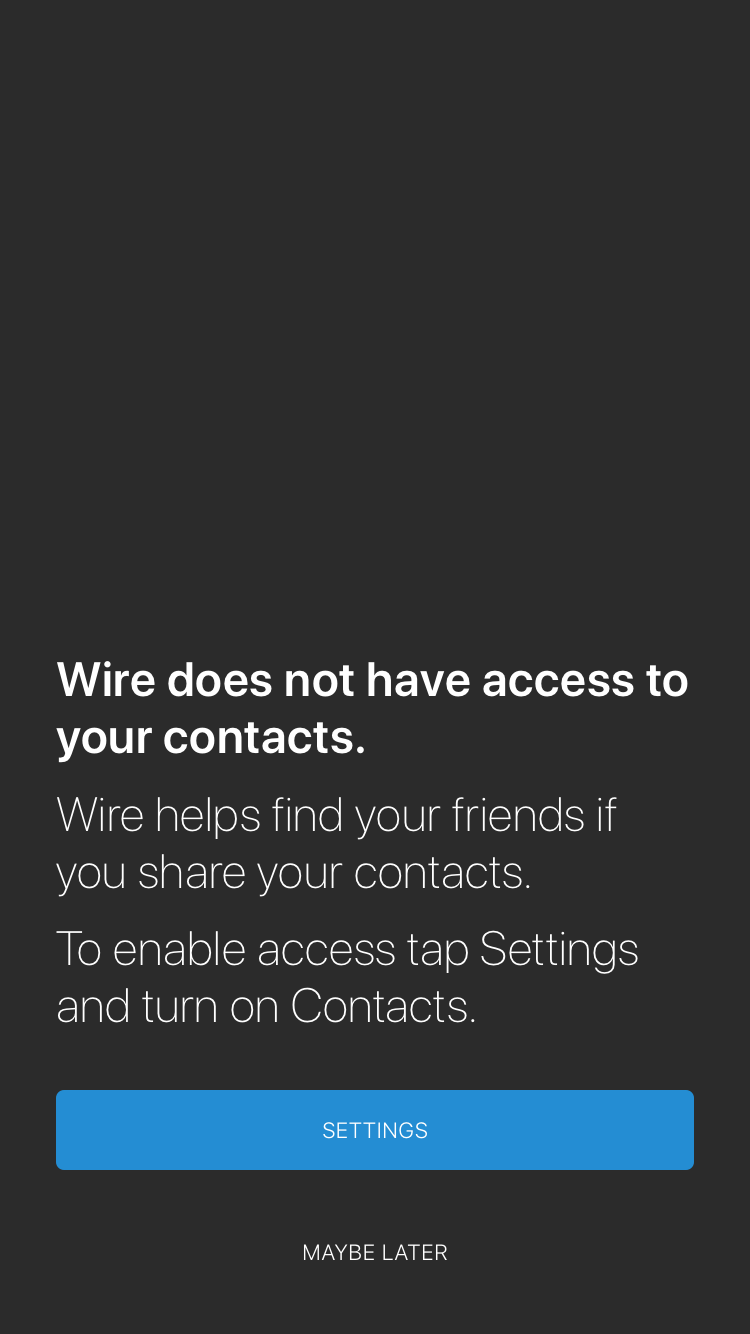 Wire does not have access to
your contacts.
Wire helps find your friends if
you share your contacts.
To enable access tap Settings
and turn on Contacts.
SETTINGS
MAYBE LATER